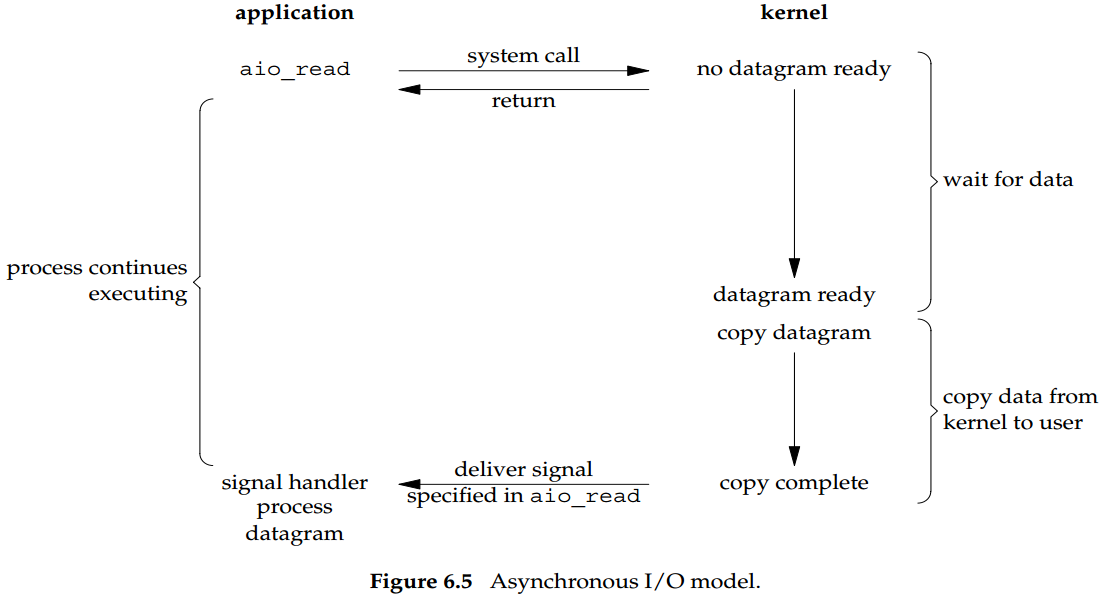 application
kernel
aio_read
system call
no datagram ready
return
wait for data
process continues
executing
datagram ready
copy datagram
copy data from
kernel to user
deliver signal
signal handler
specified in aio_read
copy complete
process
datagram
Figure 6.5 Asynchronous I/O model.